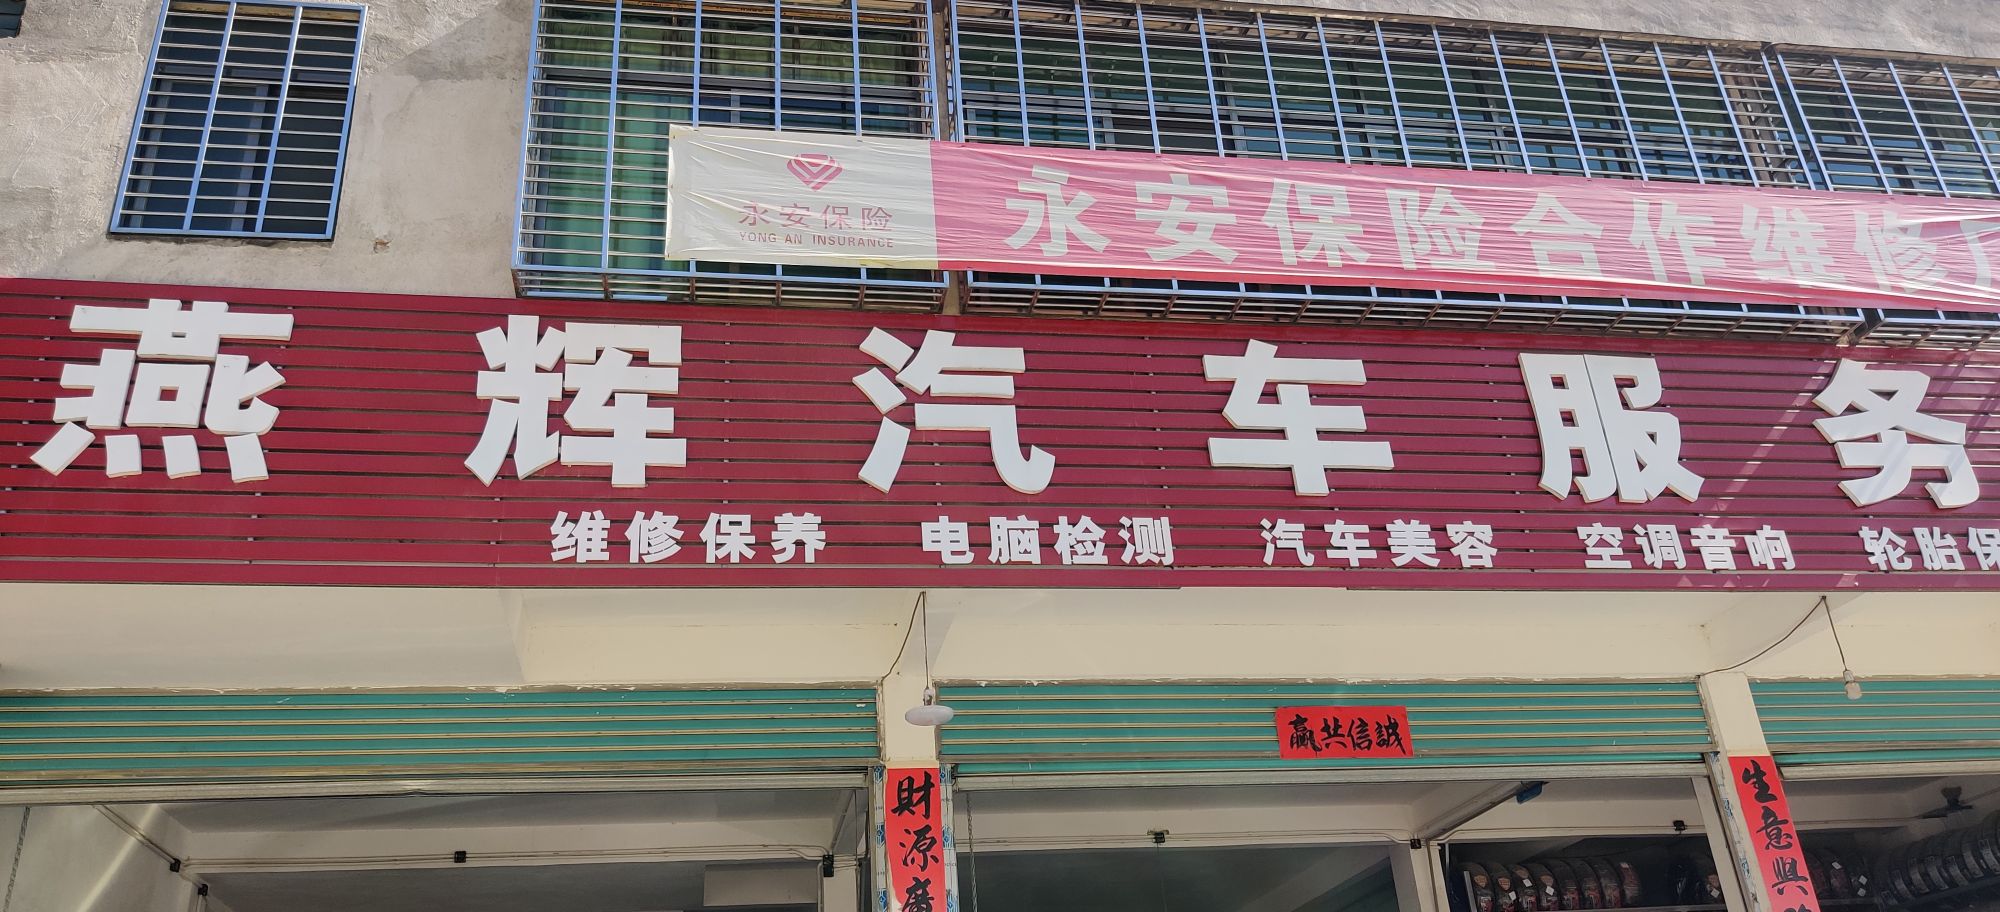 永安保险
YONG AN INSURANCE
永安保险合作维修厂
燕辉汽车服务
维修保养 电脑检测 汽车美容 空调音响 轮胎保
赢共信誠
財源廣
生意興